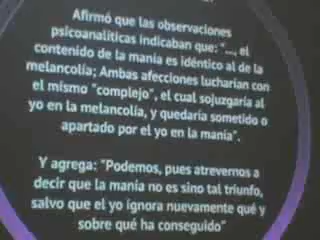 Afirmó que las observaciones
psicoanalíticas indicaban que: "..., el
contenido de la manía es idéntico al de la
melancolía; Ambas afecciones lucharían con
el mismo "complejo", el cual sojuzgaría al
yo en la melancolía, y quedaría sometido o
apartado por el yo en la manía".
Y agrega: "Podemos, pues atrevernos a
decir que la manía no es sino tal triunfo,
salvo que el yo ignora nuevamente qué y
sobre qué ha conseguido"